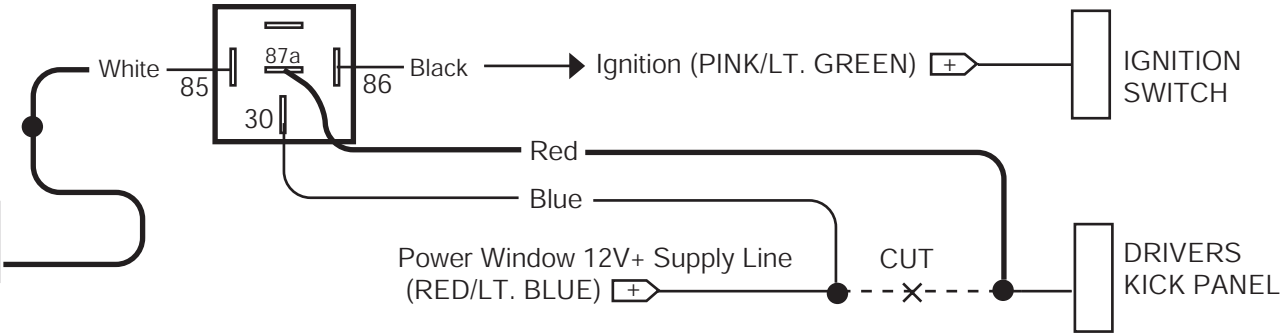 87a
White
85
86
Black
Ignition (PINK/LT. GREEN)
+
IGNITION
SWITCH
30
Red
Blue
Power Window 12V+ Supply Line
(RED/LT. BLUE)
+
CUT
DRIVERS
KICK PANEL